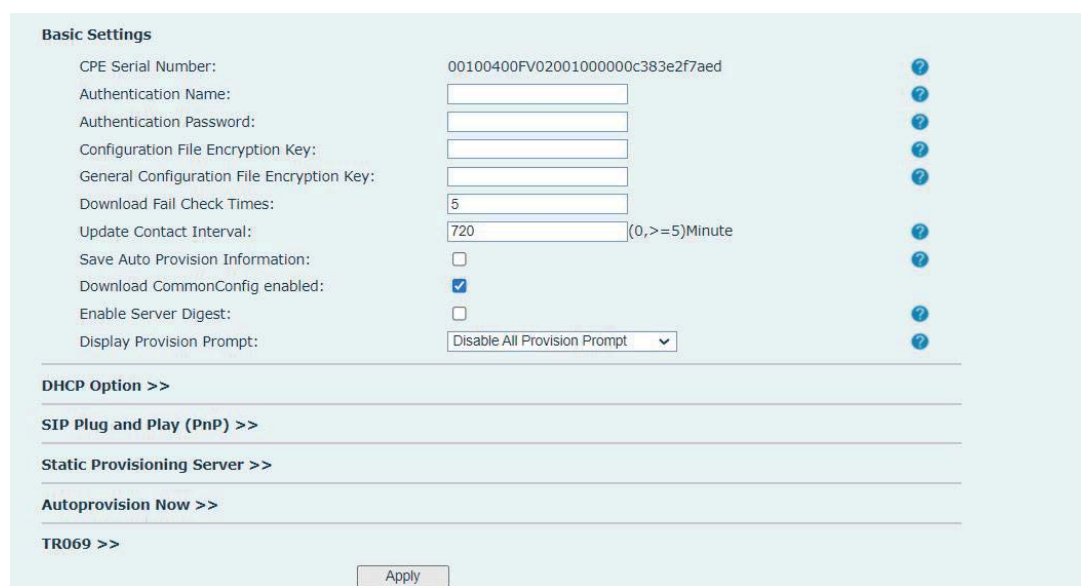 Basic Settings
CPE Serial Number: 00100400FV02001000000c383e2f7aed
Authentication Name:
Authentication Password:
Configuration File Encryption Key:
General Configuration File Encryption Key:
Download Fail Check Times: 5
Update Contact Interval: 720 (0,>=5)Minute
Save Auto Provision Information:
Download CommonConfig enabled:
Enable Server Digest:
Display Provision Prompt: Disable All Provision Prompt
DHCP Option >>
SIP Plug and Play (PnP) >>
Static Provisioning Server >>
Autoprovision Now >>
TR069 >>
Apply